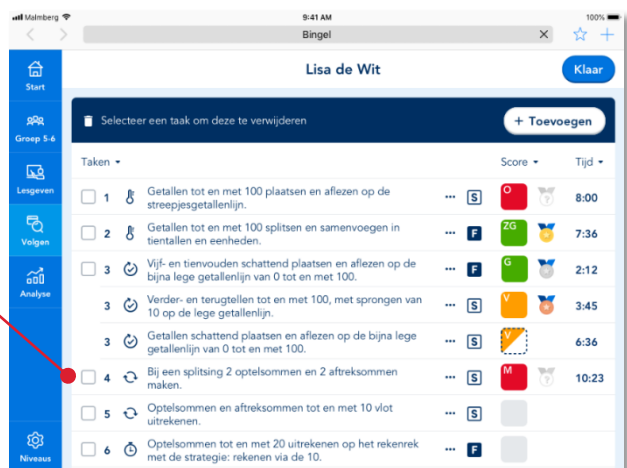 Malmberg 9:41 AM 100%
Bingel
Start
Lisa de Wit
Klaar
Groep 5-6
Selecteer een taak om deze te verwijderen
+ Toevoegen
Lesgeven
Taken Score Tijd
1 Getallen tot en met 100 plaatsen en aflezen op de
streepjesgetallenlijn. ... S O ? 8:00
Volgen
2 Getallen tot en met 100 splitsen en samenvoegen in
tientallen en eenheden. ... F ZG 7:36
Analyse
3 Vijf- en tienvouden schattend plaatsen en aflezen op de
bijna lege getallenlijn van 0 tot en met 100. ... F G 2:12
3 Verder- en terugtellen tot en met 100, met sprongen van
10 op de lege getallenlijn. ... S V 3:45
3 Getallen schattend plaatsen en aflezen op de bijna lege
getallenlijn van 0 tot en met 100. ... S V 6:36
4 Bij een splitsing 2 optelsommen en 2 aftreksommen
maken. ... S M ? 10:23
5 Optelsommen en aftreksommen tot en met 10 vlot
uitrekenen. ... S
6 Optelsommen tot en met 20 uitrekenen op het rekenrek
met de strategie: rekenen via de 10. ... F
Niveaus